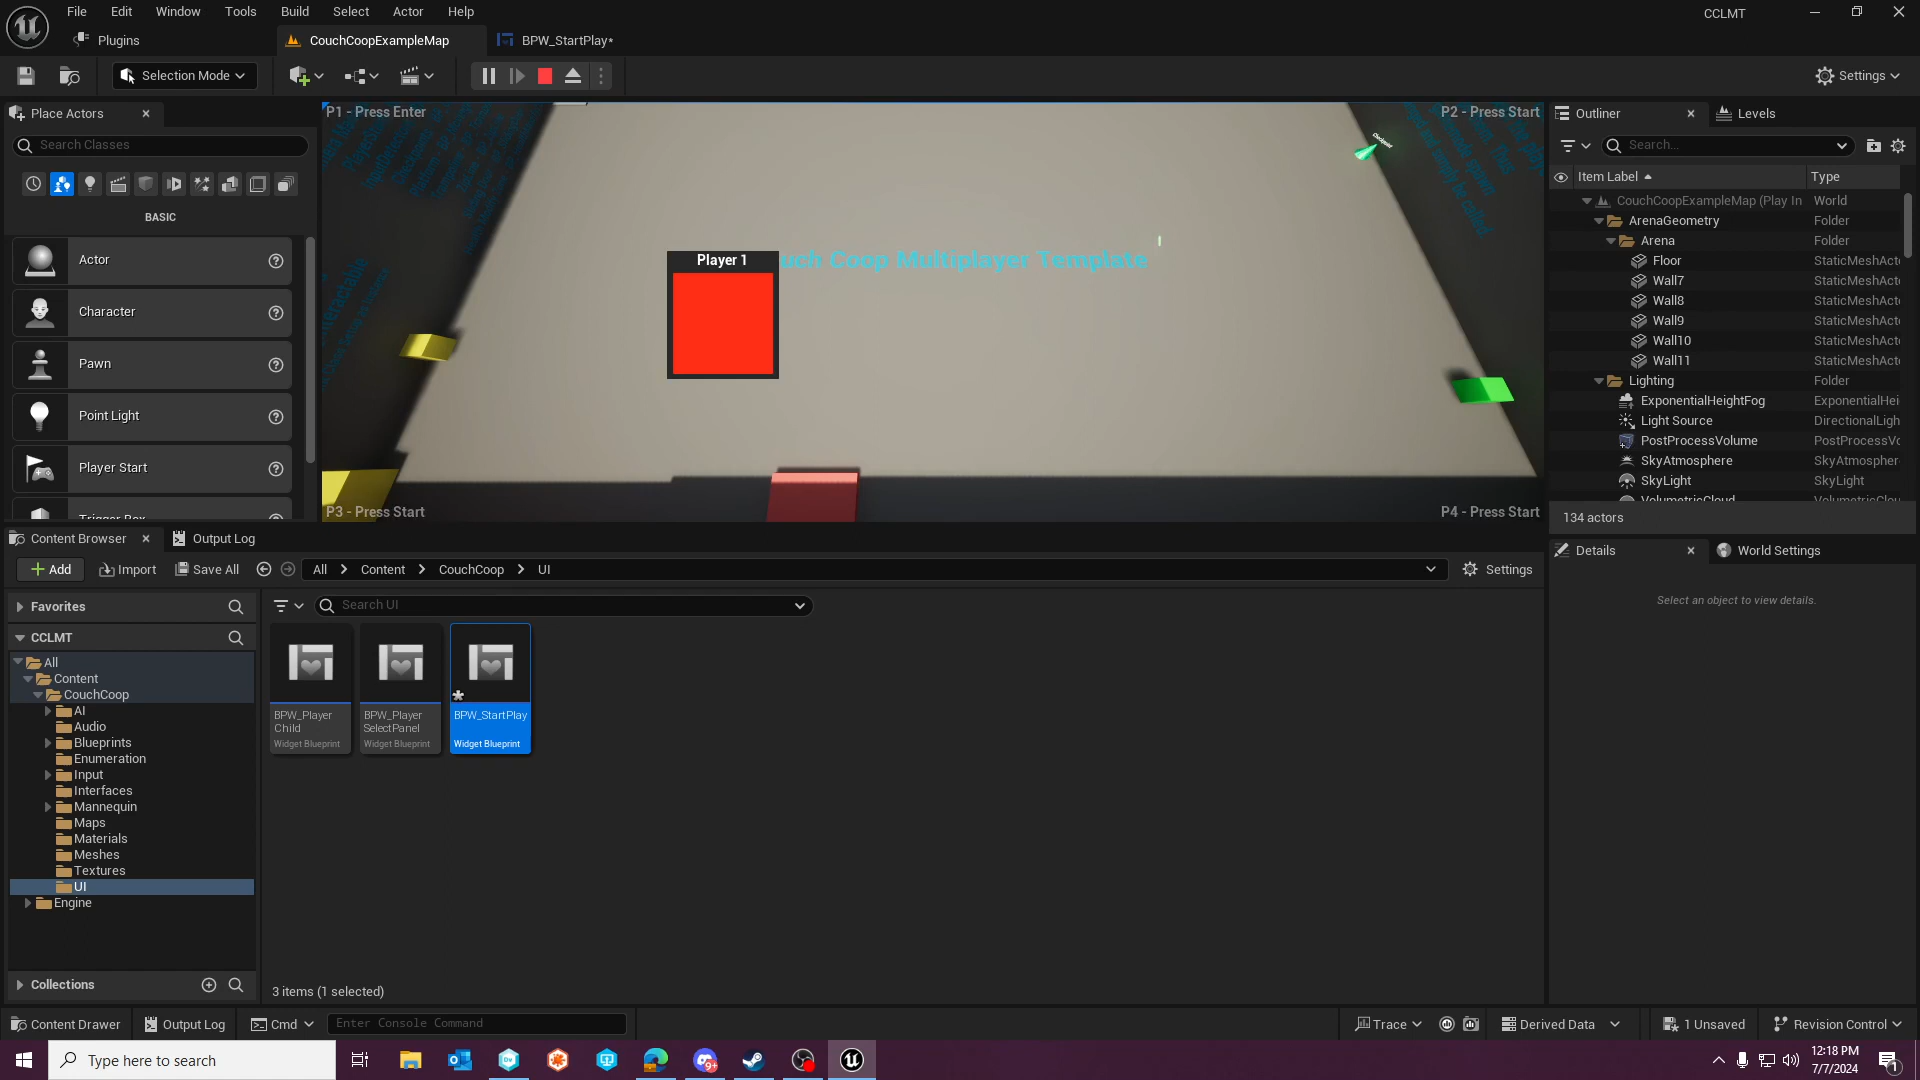 File Edit Window Tools Build Select Actor Help
CCLMT
Plugins
CouchCoopExampleMap
BPW_StartPlay*
Selection Mode
Settings
Place Actors
Search Classes
BASIC
Actor
Character
Pawn
Point Light
Player Start
P1 - Press Enter
P2 - Press Start
Player 1
uch Coop Multiplayer Template
Checkpoint
P3 - Press Start
P4 - Press Start
Outliner
Levels
Search...
Item Label
Type
CouchCoopExampleMap (Play In World
ArenaGeometry Folder
Arena Folder
Floor StaticMeshActo
Wall7 StaticMeshActo
Wall8 StaticMeshActo
Wall9 StaticMeshActo
Wall10 StaticMeshActo
Wall11 StaticMeshActo
Lighting Folder
ExponentialHeightFog ExponentialHei
Light Source DirectionalLigh
PostProcessVolume PostProcessVo
SkyAtmosphere SkyAtmospher
SkyLight SkyLight
VolumetricCloud VolumetricClou
134 actors
Details
World Settings
Select an object to view details.
Content Browser
Output Log
Add
Import
Save All
All > Content > CouchCoop > UI
Settings
Favorites
Search UI
CCLMT
All
Content
CouchCoop
AI
Audio
Blueprints
Enumeration
Input
Interfaces
Mannequin
Maps
Materials
Meshes
Textures
UI
Engine
Collections
BPW_Player
Child
Widget Blueprint
BPW_Player
SelectPanel
Widget Blueprint
BPW_StartPlay
Widget Blueprint
3 items (1 selected)
Content Drawer
Output Log
Cmd
Enter Console Command
Trace
Derived Data
1 Unsaved
Revision Control
Type here to search
9+
12:18 PM
7/7/2024
1